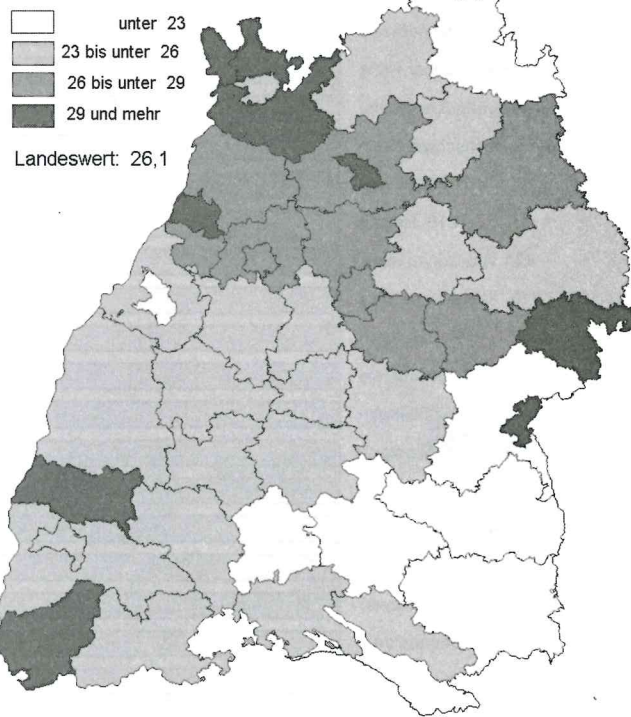 unter 23
23 bis unter 26
26 bis unter 29
29 und mehr
Landeswert: 26,1